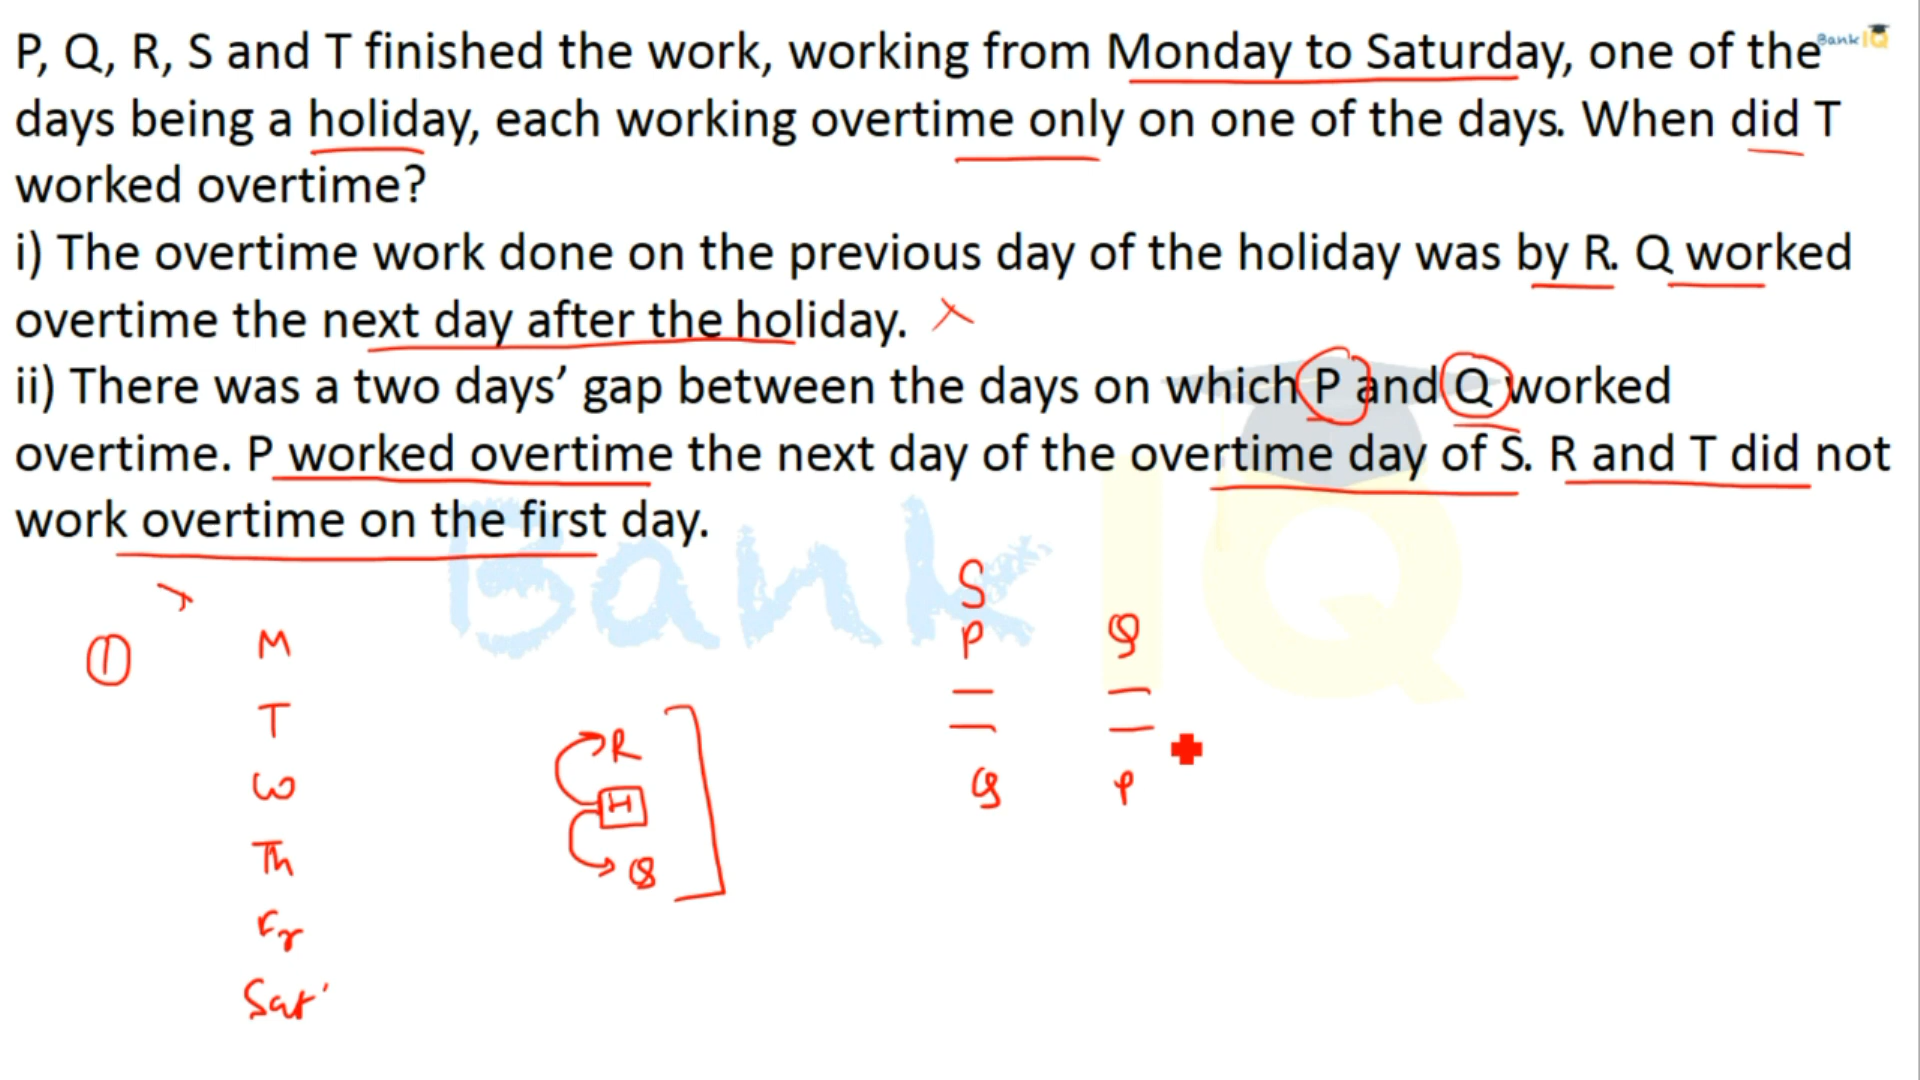 P, Q, R, S and T finished the work, working from Monday to Saturday, one of the
Bank IQ
days being a holiday, each working overtime only on one of the days. When did T
worked overtime?
i) The overtime work done on the previous day of the holiday was by R. Q worked
overtime the next day after the holiday.
ii) There was a two days’ gap between the days on which P and Q worked
overtime. P worked overtime the next day of the overtime day of S. R and T did not
work overtime on the first day.
Bank IQ
S
1 M P Q
T
R
W H Q P
Th Q
Fr
Sat